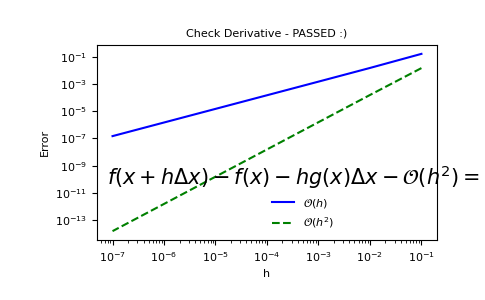 Check Derivative - PASSED :)
Error
10⁻¹
10⁻³
10⁻⁵
10⁻⁷
10⁻⁹
10⁻¹¹
10⁻¹³
f(x + hΔx) − f(x) − hg(x)Δx − 𝒪(h²) =
𝒪(h)
𝒪(h²)
10⁻⁷ 10⁻⁶ 10⁻⁵ 10⁻⁴ 10⁻³ 10⁻² 10⁻¹
h